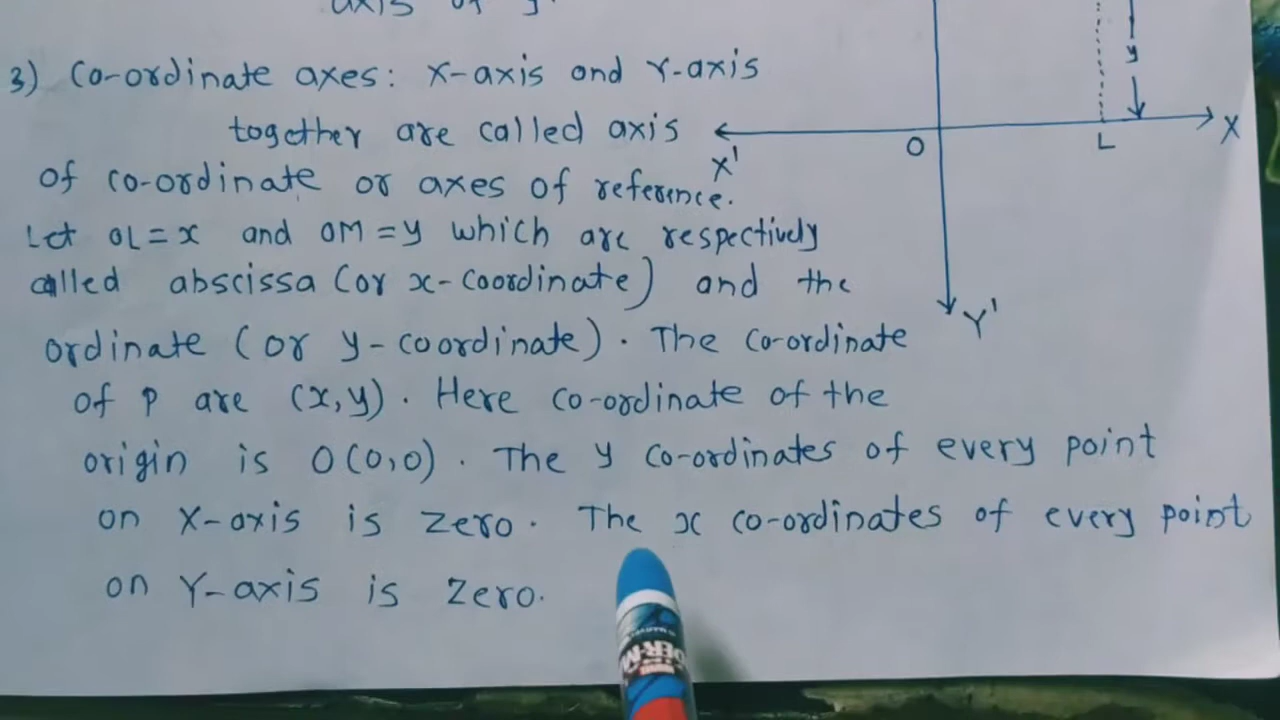 axis of y
3) Co-ordinate axes: X-axis and Y-axis
together are called axis
of co-ordinate or axes of reference.
Let OL=x and OM=y which are respectively
called abscissa (or x-coordinate) and the
ordinate (or y-coordinate). The co-ordinate
of P are (x,y). Here co-ordinate of the
origin is O(0,0). The y co-ordinates of every point
on X-axis is zero. The x co-ordinates of every point
on Y-axis is zero.
y
X'
O
L
X
Y'